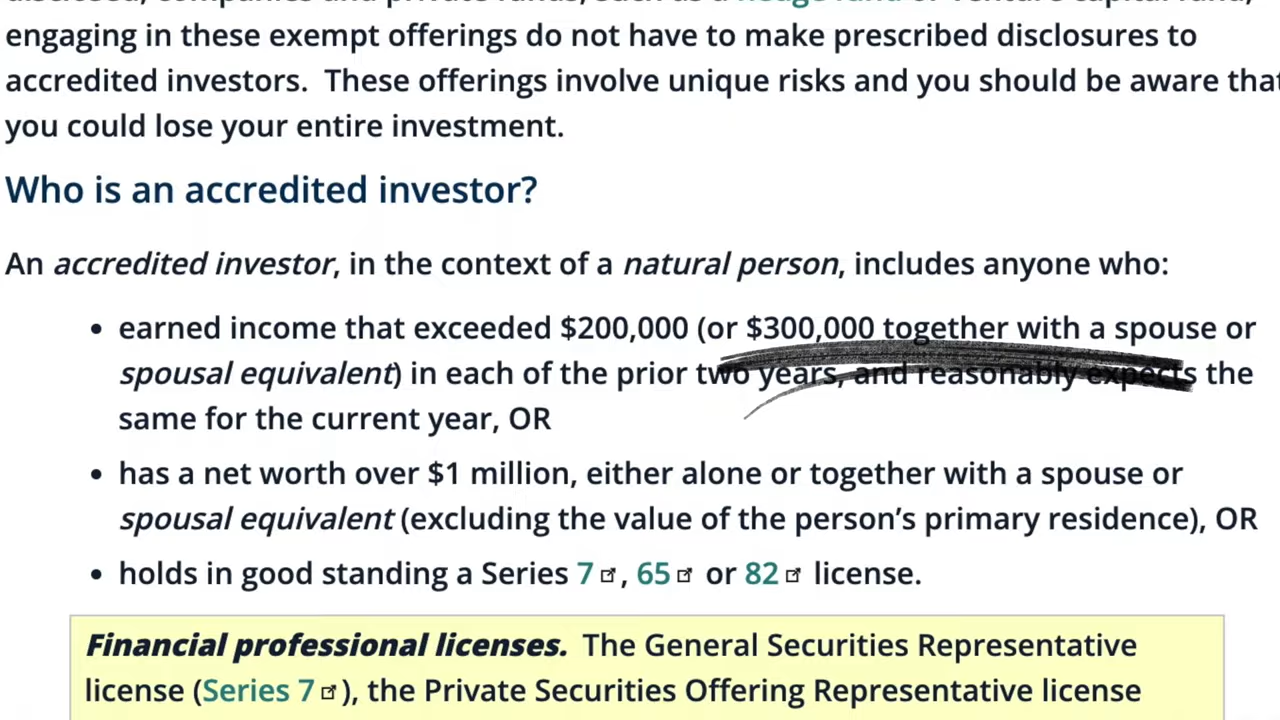 engaging in these exempt offerings do not have to make prescribed disclosures to
accredited investors. These offerings involve unique risks and you should be aware that
you could lose your entire investment.
Who is an accredited investor?
An accredited investor, in the context of a natural person, includes anyone who:
• earned income that exceeded $200,000 (or $300,000 together with a spouse or
spousal equivalent) in each of the prior two years, and reasonably expects the
same for the current year, OR
• has a net worth over $1 million, either alone or together with a spouse or
spousal equivalent (excluding the value of the person’s primary residence), OR
• holds in good standing a Series 7, 65 or 82 license.
Financial professional licenses. The General Securities Representative
license (Series 7), the Private Securities Offering Representative license